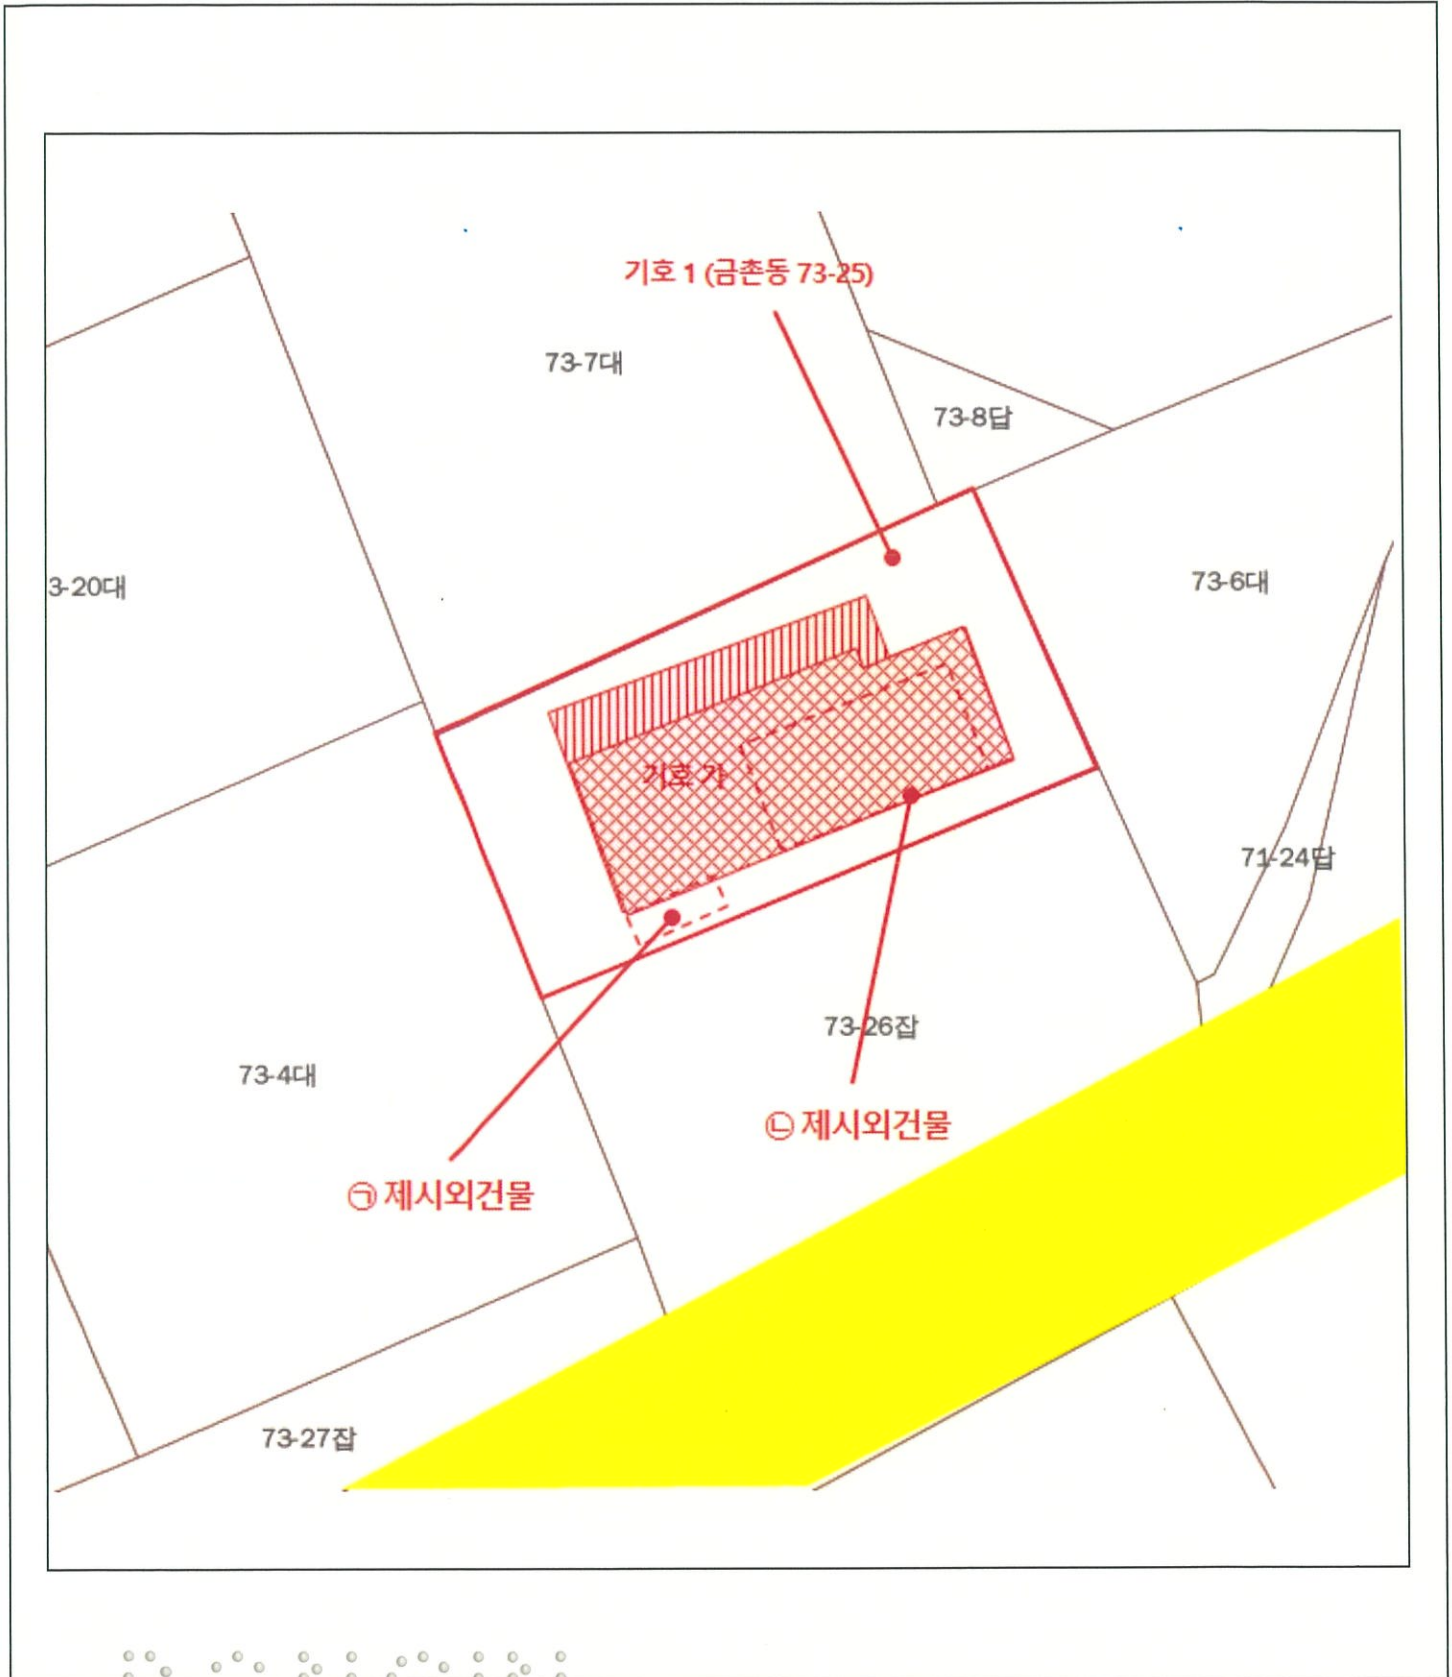 기호 1 (금촌동 73-25)
73-7대
73-8답
3-20대
73-6대
기호 가
71-24답
73-26잡
73-4대
㉡ 제시외건물
㉠ 제시외건물
73-27잡